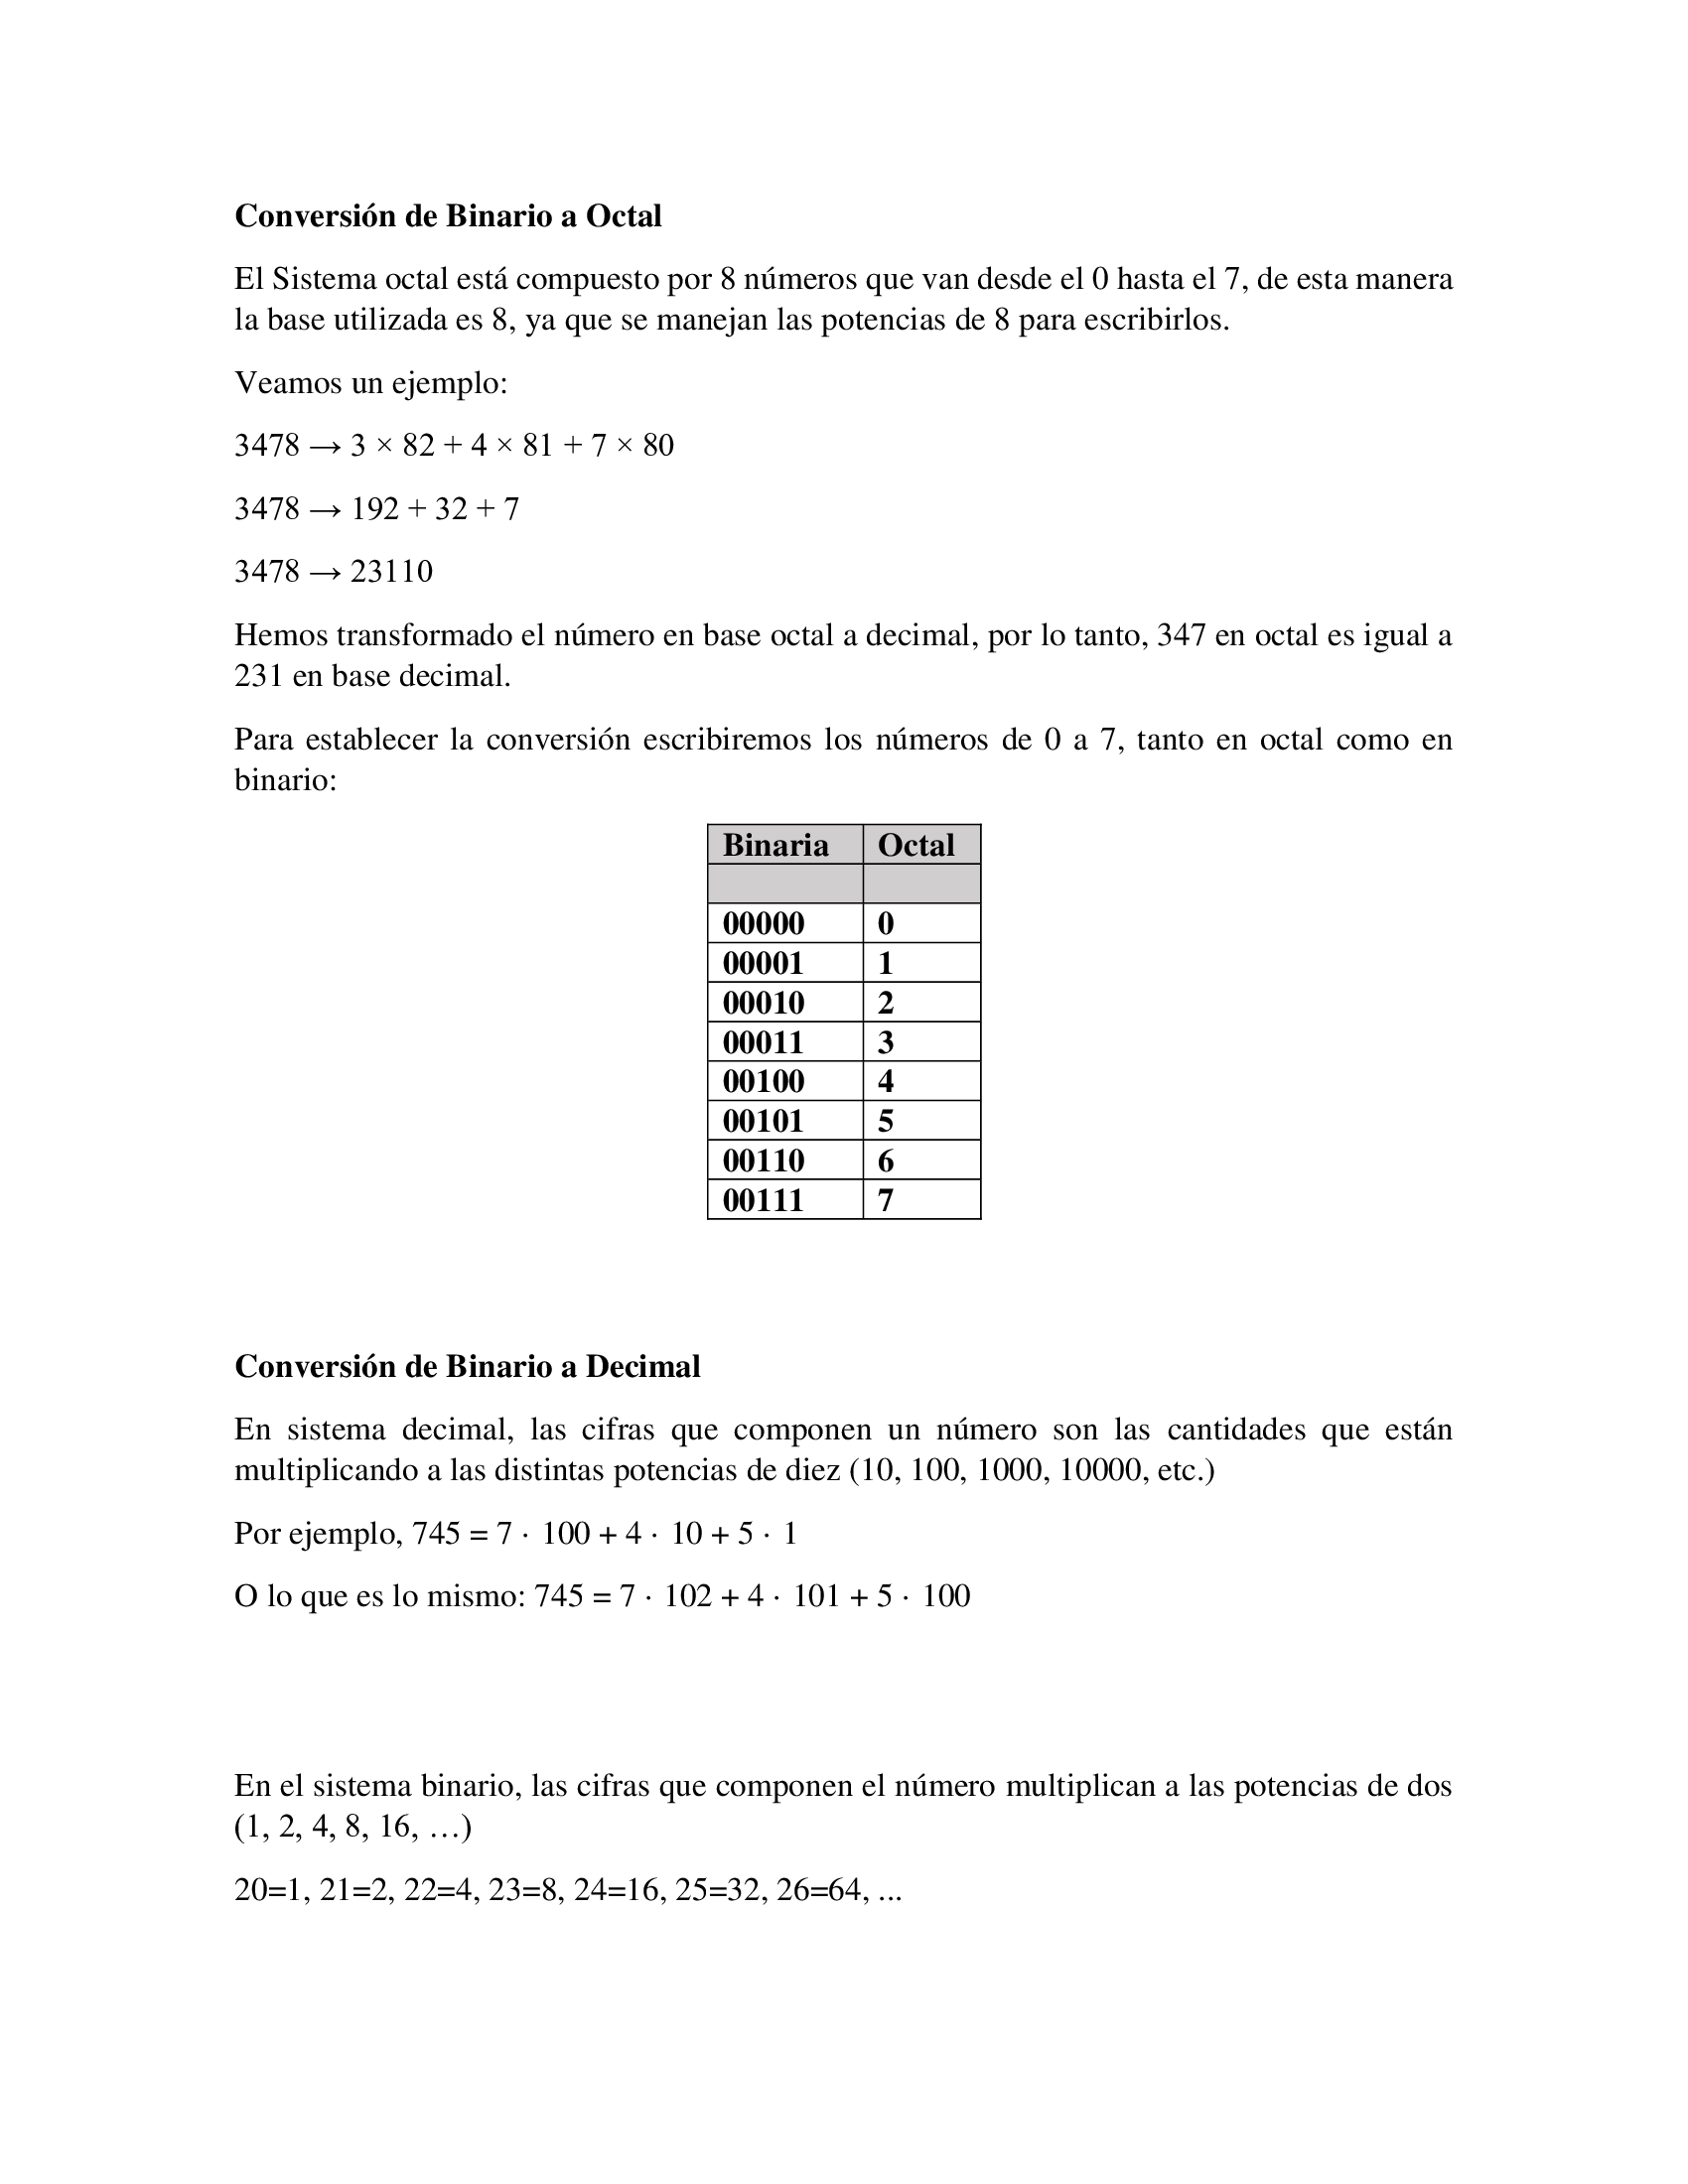 Conversión de Binario a Octal
El Sistema octal está compuesto por 8 números que van desde el 0 hasta el 7, de esta manera
la base utilizada es 8, ya que se manejan las potencias de 8 para escribirlos.
Veamos un ejemplo:
3478 → 3 × 82 + 4 × 81 + 7 × 80
3478 → 192 + 32 + 7
3478 → 23110
Hemos transformado el número en base octal a decimal, por lo tanto, 347 en octal es igual a
231 en base decimal.
Para establecer la conversión escribiremos los números de 0 a 7, tanto en octal como en
binario:
Binaria Octal
00000 0
00001 1
00010 2
00011 3
00100 4
00101 5
00110 6
00111 7
Conversión de Binario a Decimal
En sistema decimal, las cifras que componen un número son las cantidades que están
multiplicando a las distintas potencias de diez (10, 100, 1000, 10000, etc.)
Por ejemplo, 745 = 7 · 100 + 4 · 10 + 5 · 1
O lo que es lo mismo: 745 = 7 · 102 + 4 · 101 + 5 · 100
En el sistema binario, las cifras que componen el número multiplican a las potencias de dos
(1, 2, 4, 8, 16, …)
20=1, 21=2, 22=4, 23=8, 24=16, 25=32, 26=64, ...